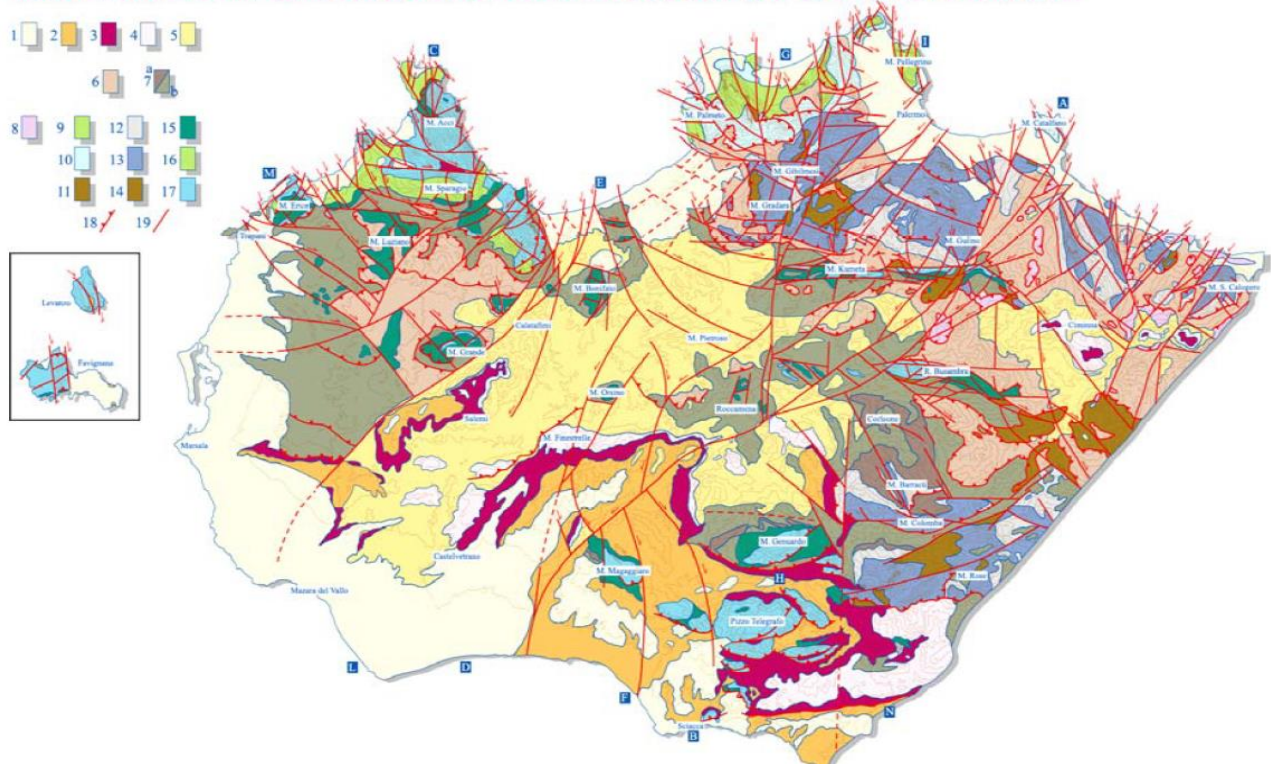 1 2 3 4 5
6 7 a b
8 9 12 15
10 13 16
11 14 17
18 19
A
B
C
D
E
F
G
H
I
L
M
N
M. Pellegrino
M. Palmeto
Palermo
M. Catalfano
M. Acci
M. Gibilmesi
M. Sparagio
M. Erice
M. Gradara
Trapani
M. Luziano
M. Gulino
M. Kumeta
M. S. Calogero
M. Bonifato
Levanzo
Calatafimi
Ciminna
M. Pietroso
M. Grande
Favignana
R. Busambra
M. Orsino
Roccamena
Salemi
Corleone
M. Finestrelle
Marsala
M. Barracù
M. Colomba
M. Genuardo
Castelvetrano
M. Magaggiaro
M. Rose
Mazara del Vallo
Pizzo Telegrafo
Sciacca